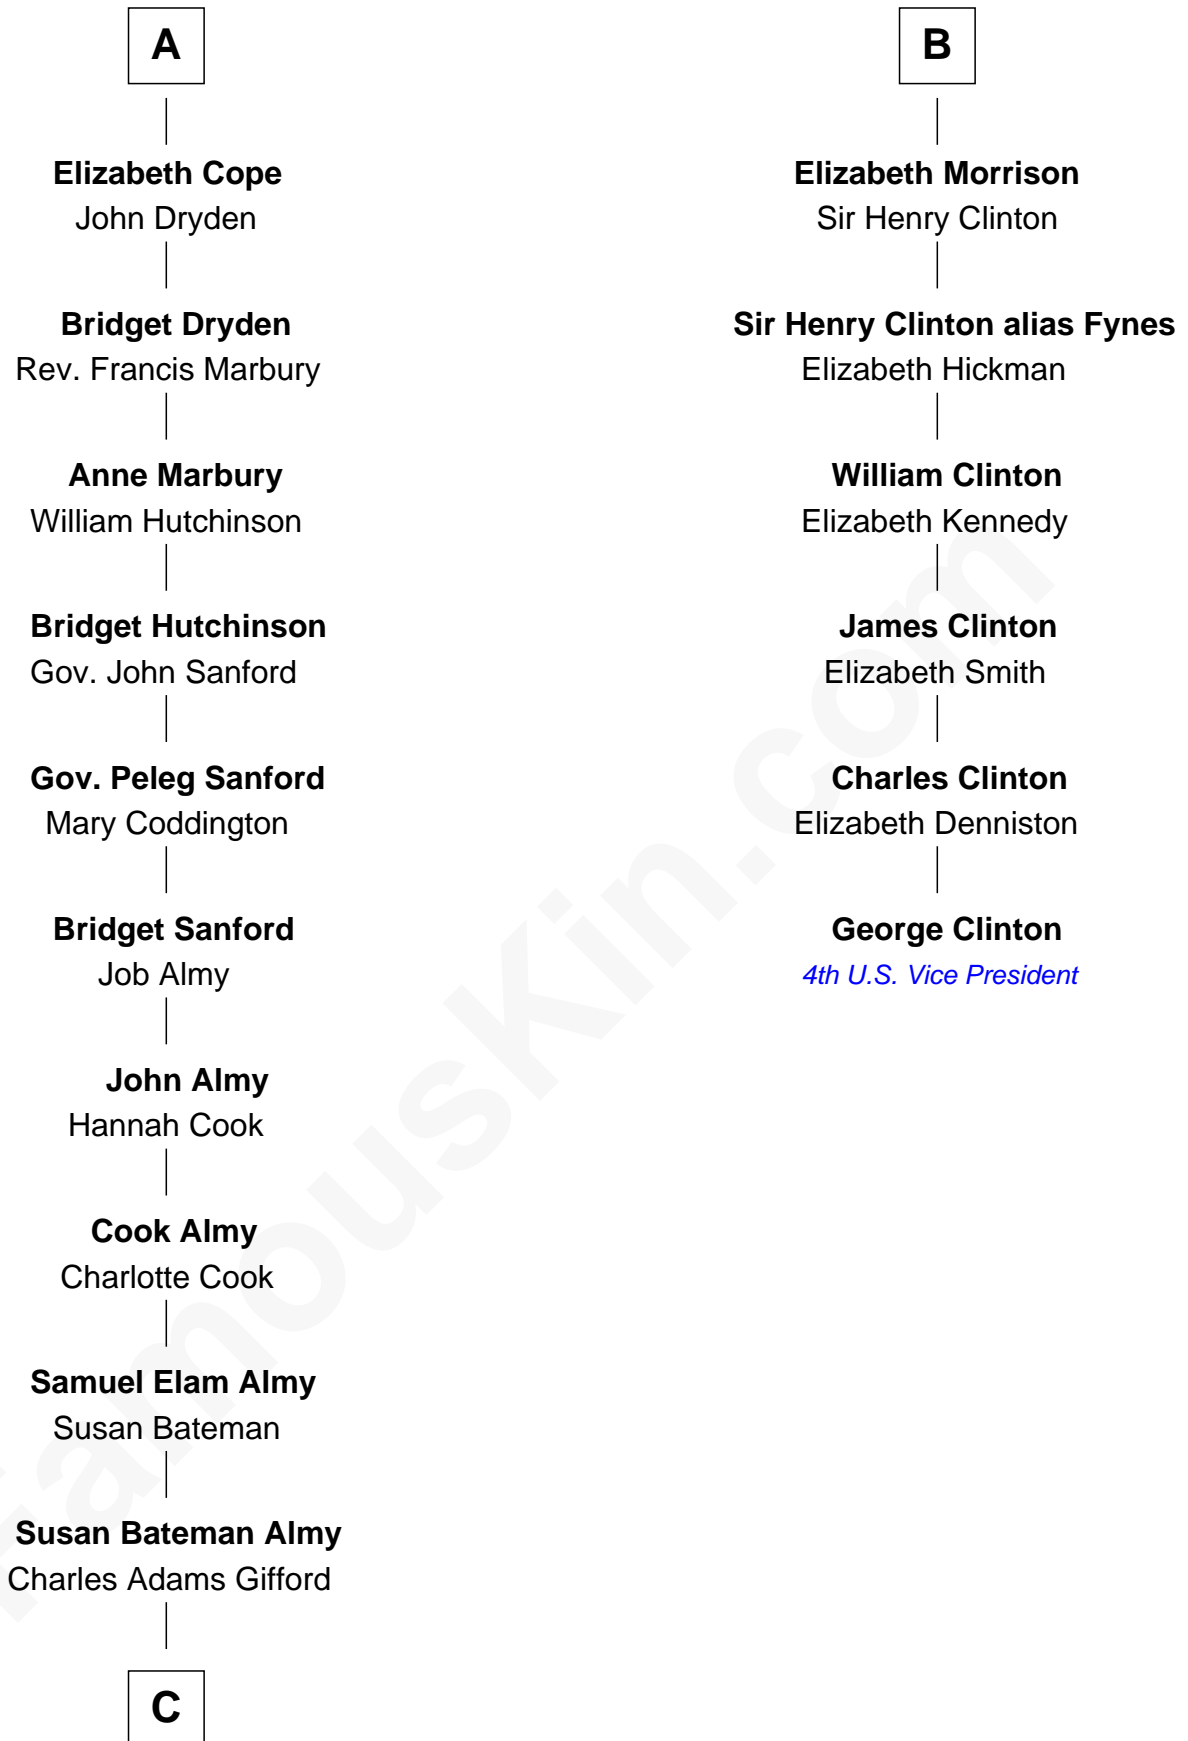 A
Elizabeth Cope
John Dryden
Bridget Dryden
Rev. Francis Marbury
Anne Marbury
William Hutchinson
Bridget Hutchinson
Gov. John Sanford
Gov. Peleg Sanford
Mary Coddington
Bridget Sanford
Job Almy
John Almy
Hannah Cook
Cook Almy
Charlotte Cook
Samuel Elam Almy
Susan Bateman
Susan Bateman Almy
Charles Adams Gifford
C
B
Elizabeth Morrison
Sir Henry Clinton
Sir Henry Clinton alias Fynes
Elizabeth Hickman
William Clinton
Elizabeth Kennedy
James Clinton
Elizabeth Smith
Charles Clinton
Elizabeth Denniston
George Clinton
4th U.S. Vice President
FamousKin.com